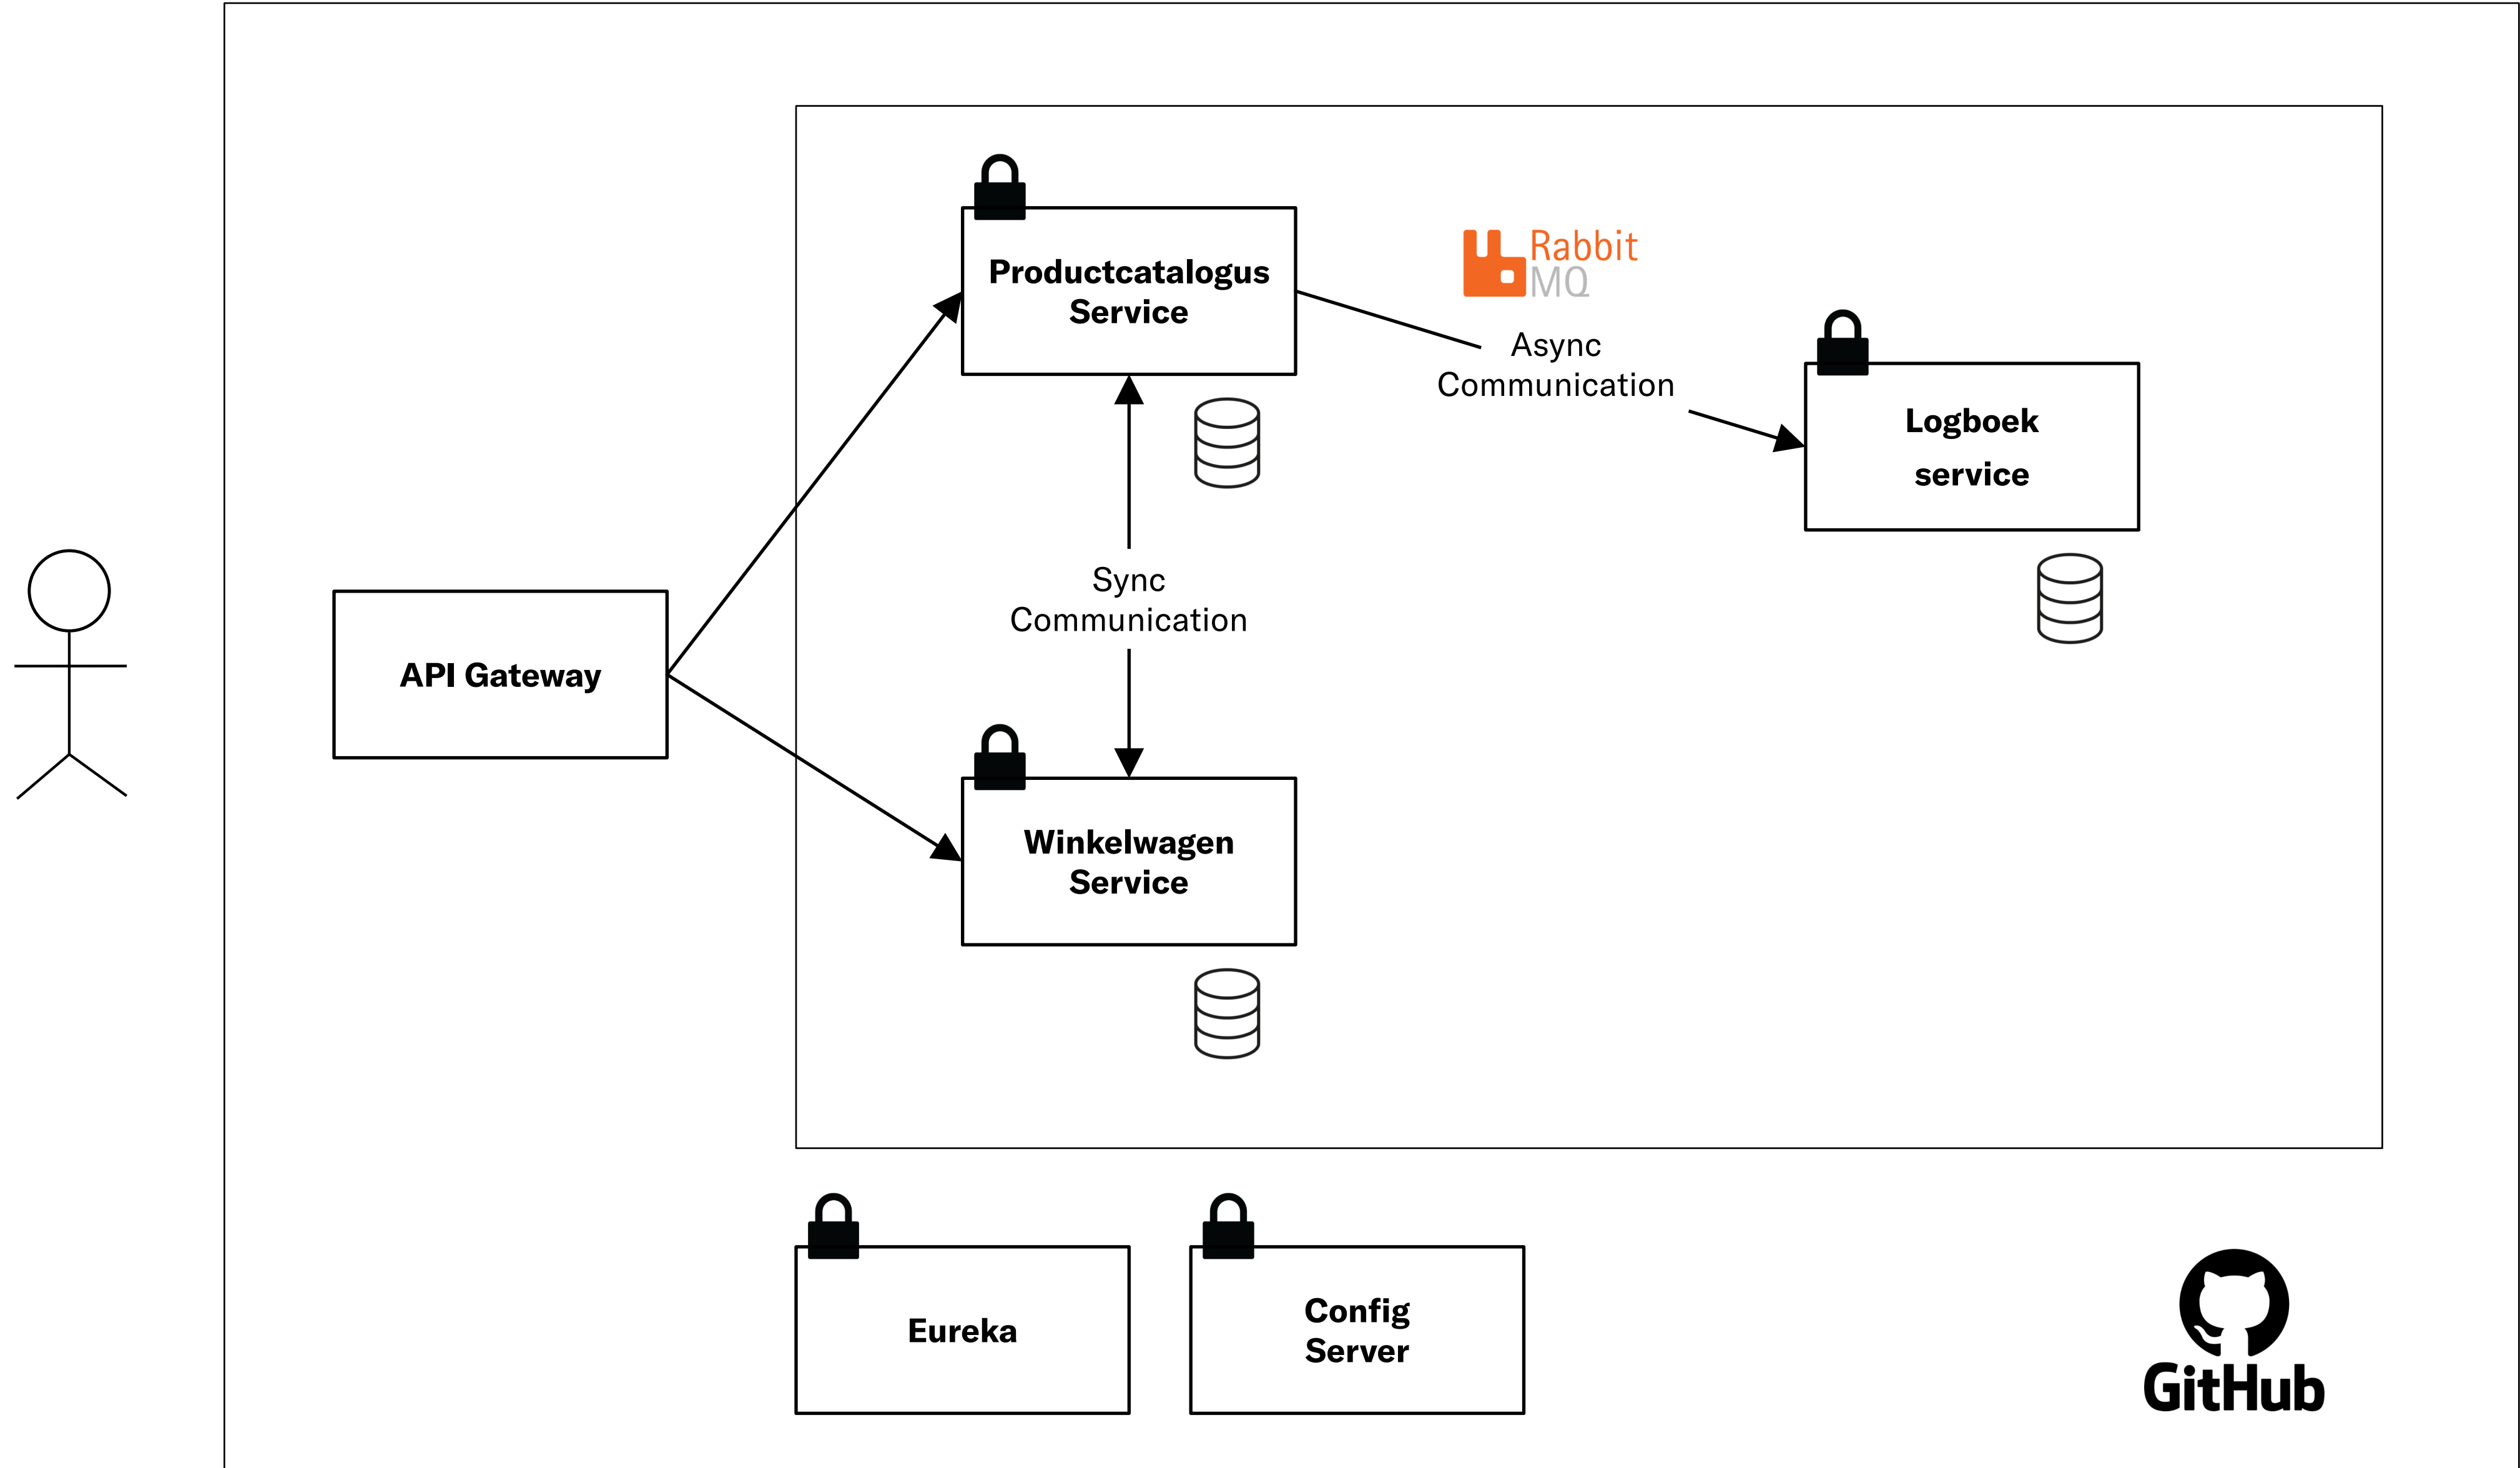 Productcatalogus
Service
Rabbit
MQ
Async
Communication
Logboek
service
Sync
Communication
API Gateway
Winkelwagen
Service
Eureka
Config
Server
GitHub